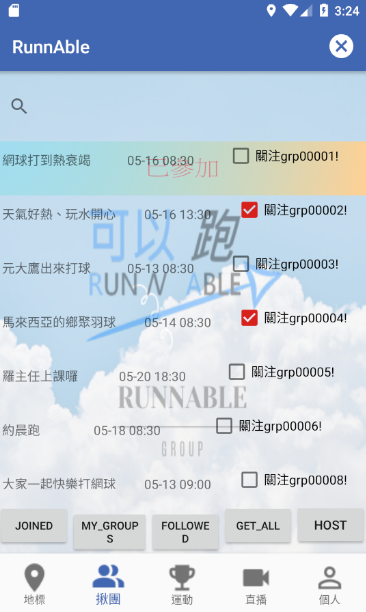 3:24
RunnAble
網球打到熱衰竭 05-16 08:30 關注grp00001!
已參加
天氣好熱、玩水開心 05-16 13:30 關注grp00002!
可以 跑
元大鷹出來打球 05-13 08:30 關注grp00003!
RUNN ABLE
馬來西亞的鄉聚羽球 05-14 08:30 關注grp00004!
羅主任上課囉 05-20 18:30 關注grp00005!
RUNNABLE
約晨跑 05-18 08:30 關注grp00006!
GROUP
大家一起快樂打網球 05-13 09:00 關注grp00008!
JOINED MY_GROUPS FOLLOWED GET_ALL HOST
地標 揪團 運動 直播 個人